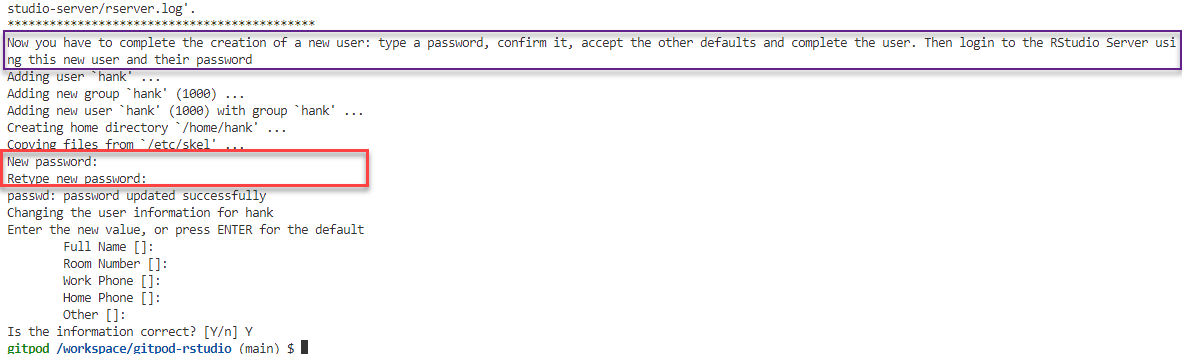 studio-server/rserver.log'.
********************************************
Now you have to complete the creation of a new user: type a password, confirm it, accept the other defaults and complete the user. Then login to the RStudio Server usi
ng this new user and their password
Adding user `hank' ...
Adding new group `hank' (1000) ...
Adding new user `hank' (1000) with group `hank' ...
Creating home directory `/home/hank' ...
Copying files from `/etc/skel' ...
New password:
Retype new password:
passwd: password updated successfully
Changing the user information for hank
Enter the new value, or press ENTER for the default
        Full Name []:
        Room Number []:
        Work Phone []:
        Home Phone []:
        Other []:
Is the information correct? [Y/n] Y
gitpod /workspace/gitpod-rstudio (main) $